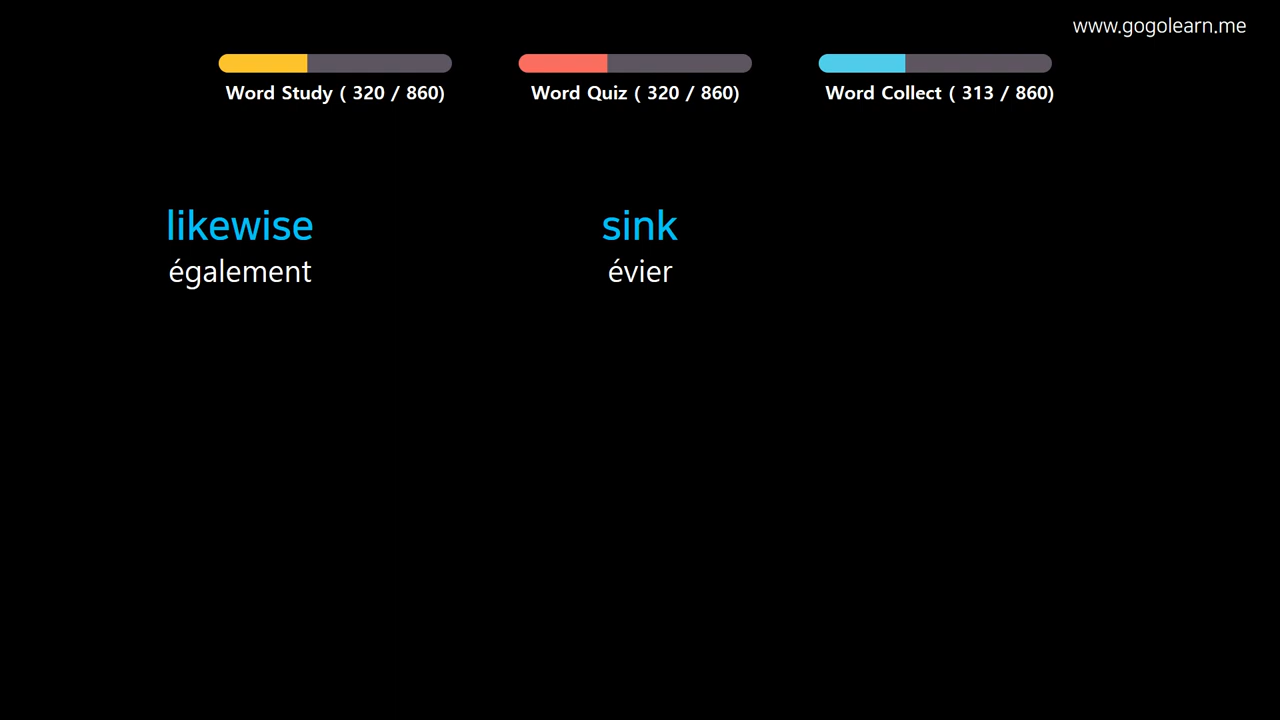 www.gogolearn.me
Word Study ( 320 / 860)
Word Quiz ( 320 / 860)
Word Collect ( 313 / 860)
likewise
également
sink
évier